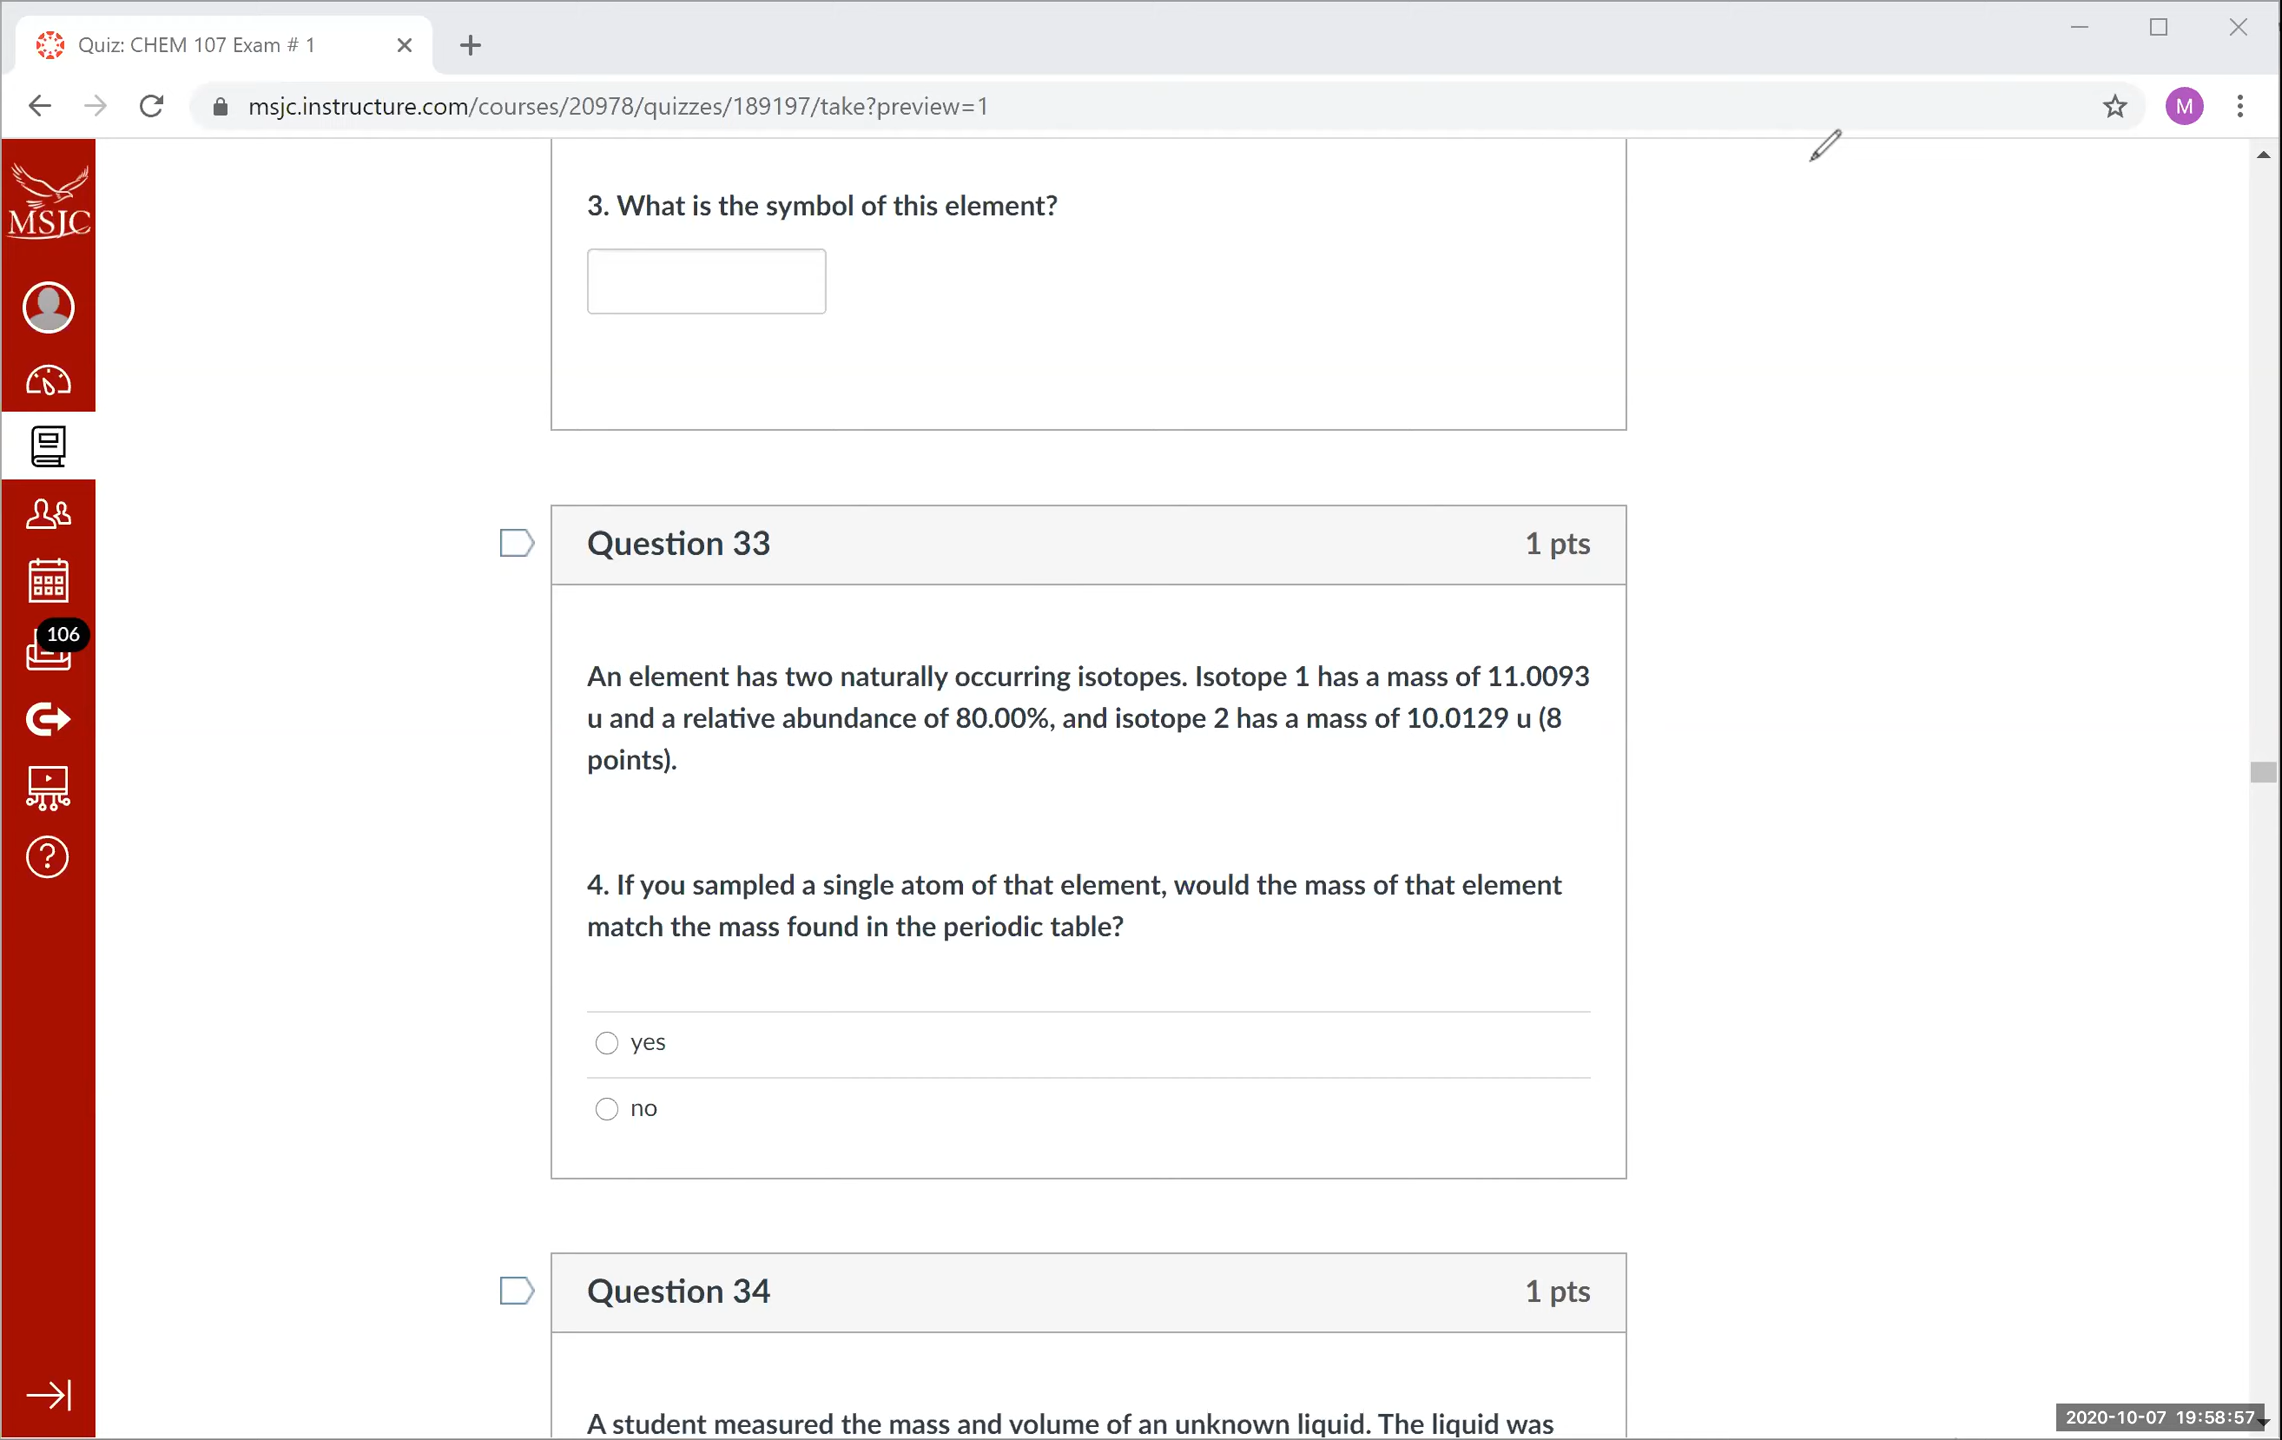 Quiz: CHEM 107 Exam # 1
msjc.instructure.com/courses/20978/quizzes/189197/take?preview=1
M
MSJC
3. What is the symbol of this element?
Question 33
1 pts
106
An element has two naturally occurring isotopes. Isotope 1 has a mass of 11.0093
u and a relative abundance of 80.00%, and isotope 2 has a mass of 10.0129 u (8
points).
4. If you sampled a single atom of that element, would the mass of that element
match the mass found in the periodic table?
yes
no
Question 34
1 pts
A student measured the mass and volume of an unknown liquid. The liquid was
2020-10-07 19:58:57